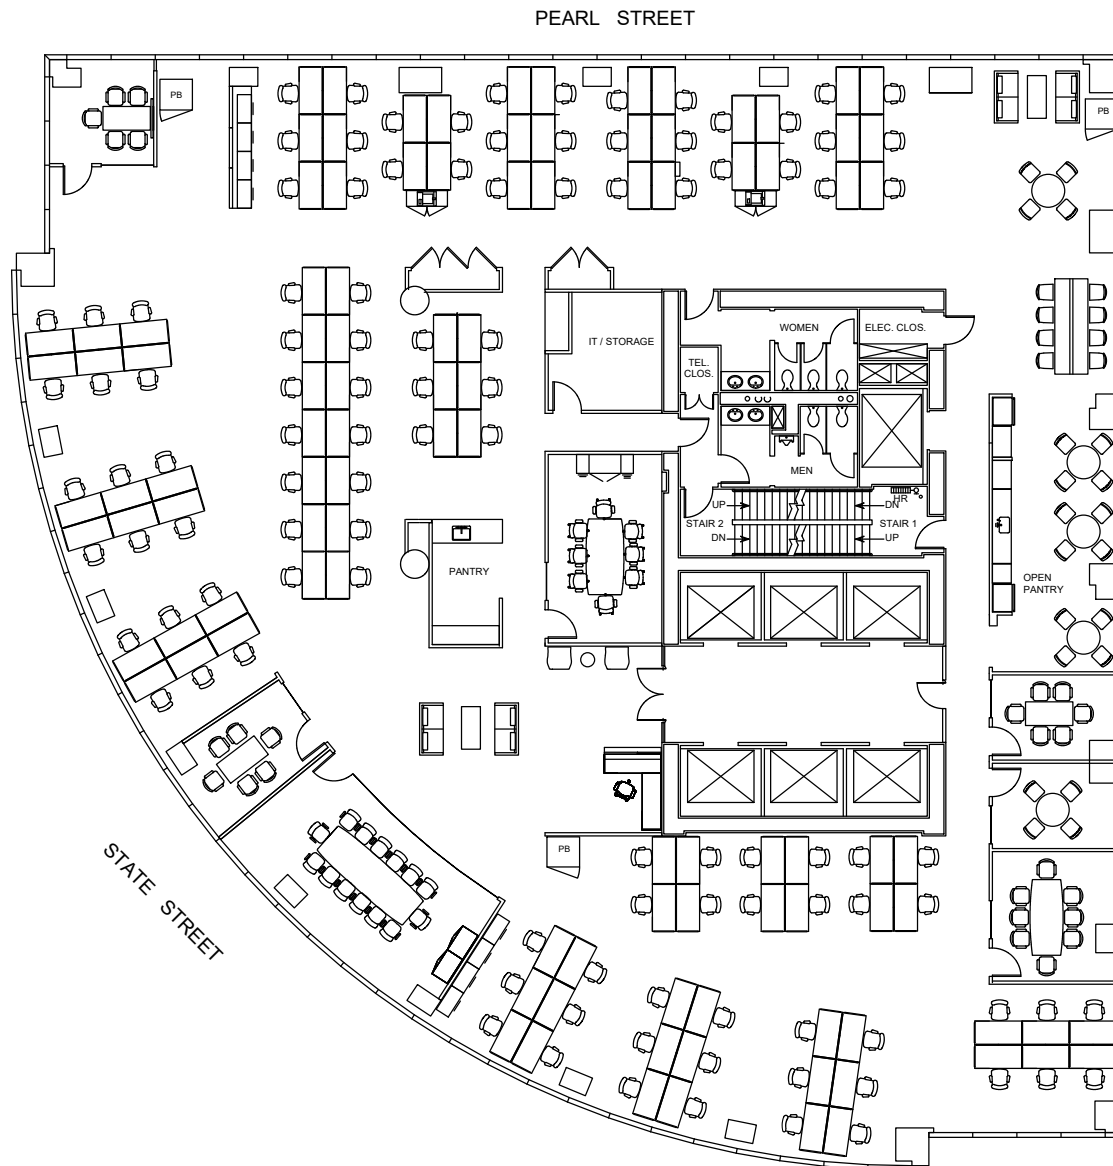 PEARL STREET
PB
PB
WOMEN
ELEC. CLOS.
IT / STORAGE
TEL.
CLOS.
MEN
HR
UP
DN
STAIR 2
STAIR 1
DN
UP
PANTRY
OPEN
PANTRY
PB
STATE STREET